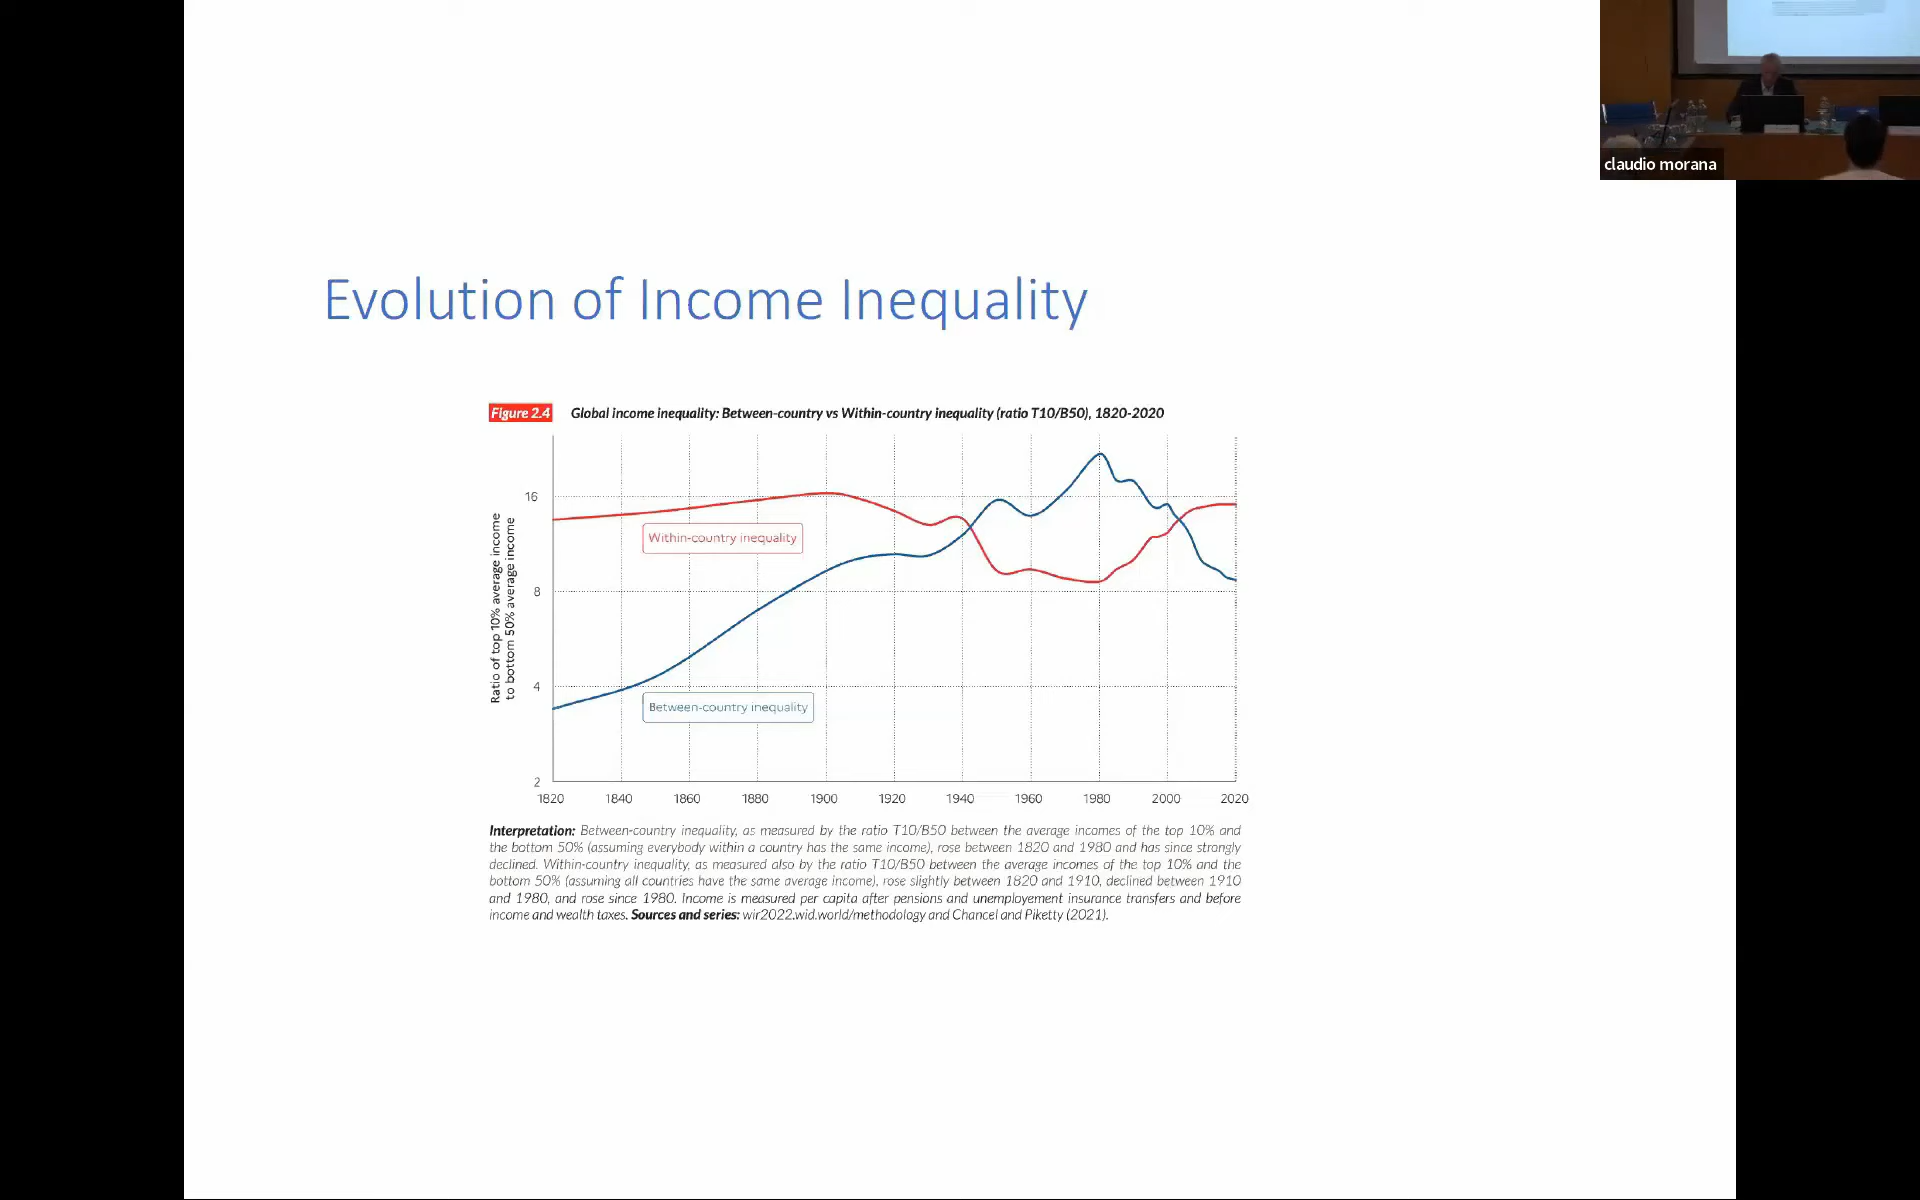 claudio morana
Evolution of Income Inequality
Figure 2.4 Global income inequality: Between-country vs Within-country inequality (ratio T10/B50), 1820-2020
Ratio of top 10% average income
to bottom 50% average income
16
8
4
2
Within-country inequality
Between-country inequality
1820 1840 1860 1880 1900 1920 1940 1960 1980 2000 2020
Interpretation: Between-country inequality, as measured by the ratio T10/B50 between the average incomes of the top 10% and
the bottom 50% (assuming everybody within a country has the same income), rose between 1820 and 1980 and has since strongly
declined. Within-country inequality, as measured also by the ratio T10/B50 between the average incomes of the top 10% and the
bottom 50% (assuming all countries have the same average income), rose slightly between 1820 and 1910, declined between 1910
and 1980, and rose since 1980. Income is measured per capita after pensions and unemployement insurance transfers and before
income and wealth taxes. Sources and series: wir2022.wid.world/methodology and Chancel and Piketty (2021).